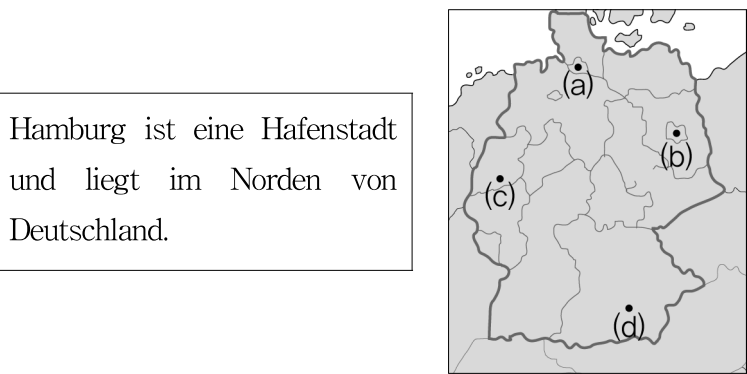 Hamburg ist eine Hafenstadt
und liegt im Norden von
Deutschland.
(a)
(b)
(c)
(d)